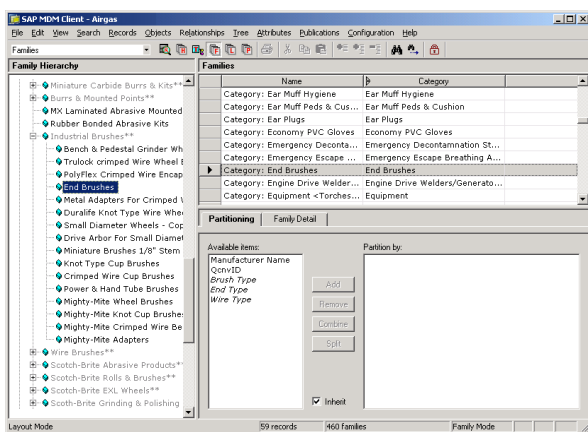 SAP MDM Client - Airgas
File Edit View Search Records Objects Relationships Tree Attributes Publications Configuration Help
Families
Family Hierarchy
Miniature Carbide Burrs & Kits**
Burrs & Mounted Points**
MX Laminated Abrasive Mounted
Rubber Bonded Abrasive Kits
Industrial Brushes**
Bench & Pedestal Grinder Wh
Trulock crimped Wire Wheel E
PolyFlex Crimped Wire Encap
End Brushes
Metal Adapters For Crimped
Duralife Knot Type Wire Whe
Small Diameter Wheels - Cop
Drive Arbor For Small Diamet
Miniature Brushes 1/8" Stem
Knot Type Cup Brushes
Crimped Wire Cup Brushes
Power & Hand Tube Brushes
Mighty-Mite Wheel Brushes
Mighty-Mite Knot Cup Brushe
Mighty-Mite Crimped Wire Be
Mighty-Mite Adapters
Wire Brushes**
Scotch-Brite Abrasive Products**
Scotch-Brite Rolls & Brushes**
Scotch-Brite EXL Wheels**
Scoth-Brite Grinding & Polishing
Families
Name Category
Category: Ear Muff Hygiene Ear Muff Hygiene
Category: Ear Muff Peds & Cus... Ear Muff Peds & Cushion
Category: Ear Plugs Ear Plugs
Category: Economy PVC Gloves Economy PVC Gloves
Category: Emergency Deconta... Emergency Decontamnation St...
Category: Emergency Escape ... Emergency Escape Breathing A...
Category: End Brushes End Brushes
Category: Engine Drive Welder... Engine Drive Welders/Generato...
Category: Equipment <Torches... Equipment
Partitioning Family Detail
Available items:
Manufacturer Name
QcnvID
Brush Type
End Type
Wire Type
Add
Remove
Combine
Split
Inherit
Partition by:
Layout Mode 59 records 460 families Family Mode